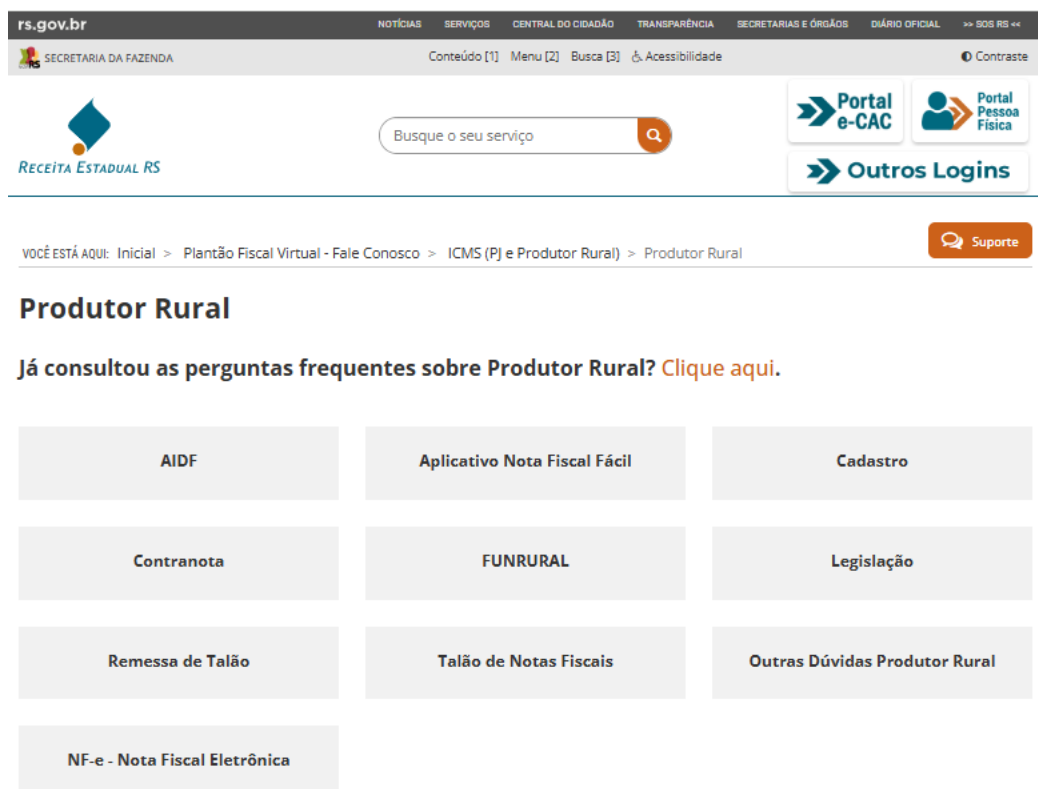 rs.gov.br NOTÍCIAS SERVIÇOS CENTRAL DO CIDADÃO TRANSPARÊNCIA SECRETARIAS E ÓRGÃOS DIÁRIO OFICIAL >> SOS RS <<
RS SECRETARIA DA FAZENDA Conteúdo [1] Menu [2] Busca [3] Acessibilidade Contraste
RECEITA ESTADUAL RS
Busque o seu serviço
Portal e-CAC
Portal Pessoa Física
Outros Logins
Suporte
VOCÊ ESTÁ AQUI: Inicial > Plantão Fiscal Virtual - Fale Conosco > ICMS (PJ e Produtor Rural) > Produtor Rural
Produtor Rural
Já consultou as perguntas frequentes sobre Produtor Rural? Clique aqui.
AIDF Aplicativo Nota Fiscal Fácil Cadastro
Contranota FUNRURAL Legislação
Remessa de Talão Talão de Notas Fiscais Outras Dúvidas Produtor Rural
NF-e - Nota Fiscal Eletrônica